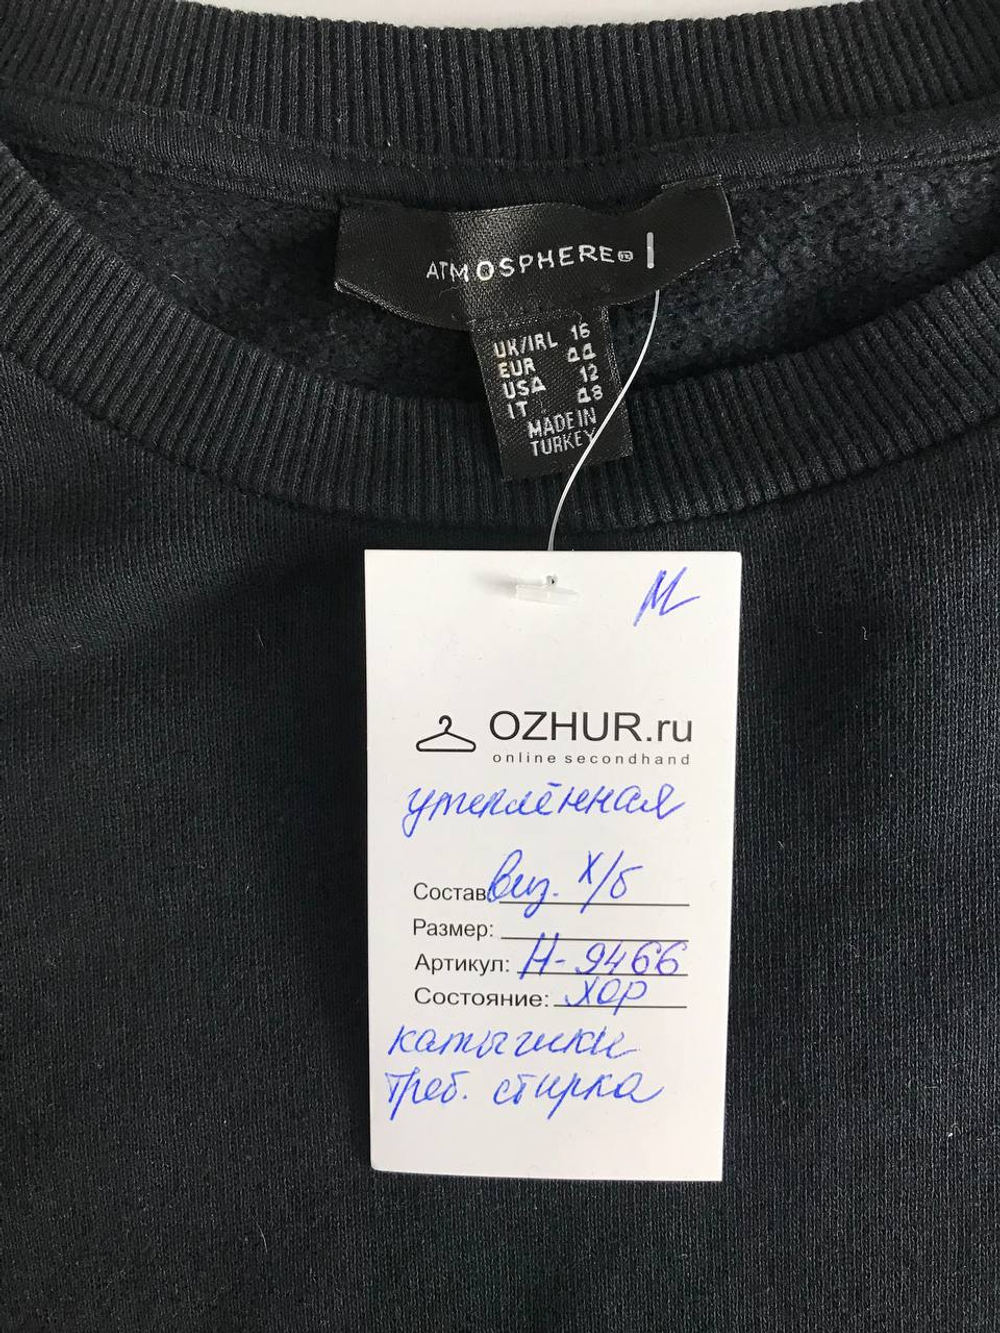 ATMOSPHERE
UK/IRL 16
EUR 44
USA 12
IT 48
MADE IN
TURKEY
М
OZHUR.ru
online secondhand
утеплённая
Состав: виз. х/б
Размер:
Артикул: Н-9466
Состояние: хор
катышки
треб. стирка